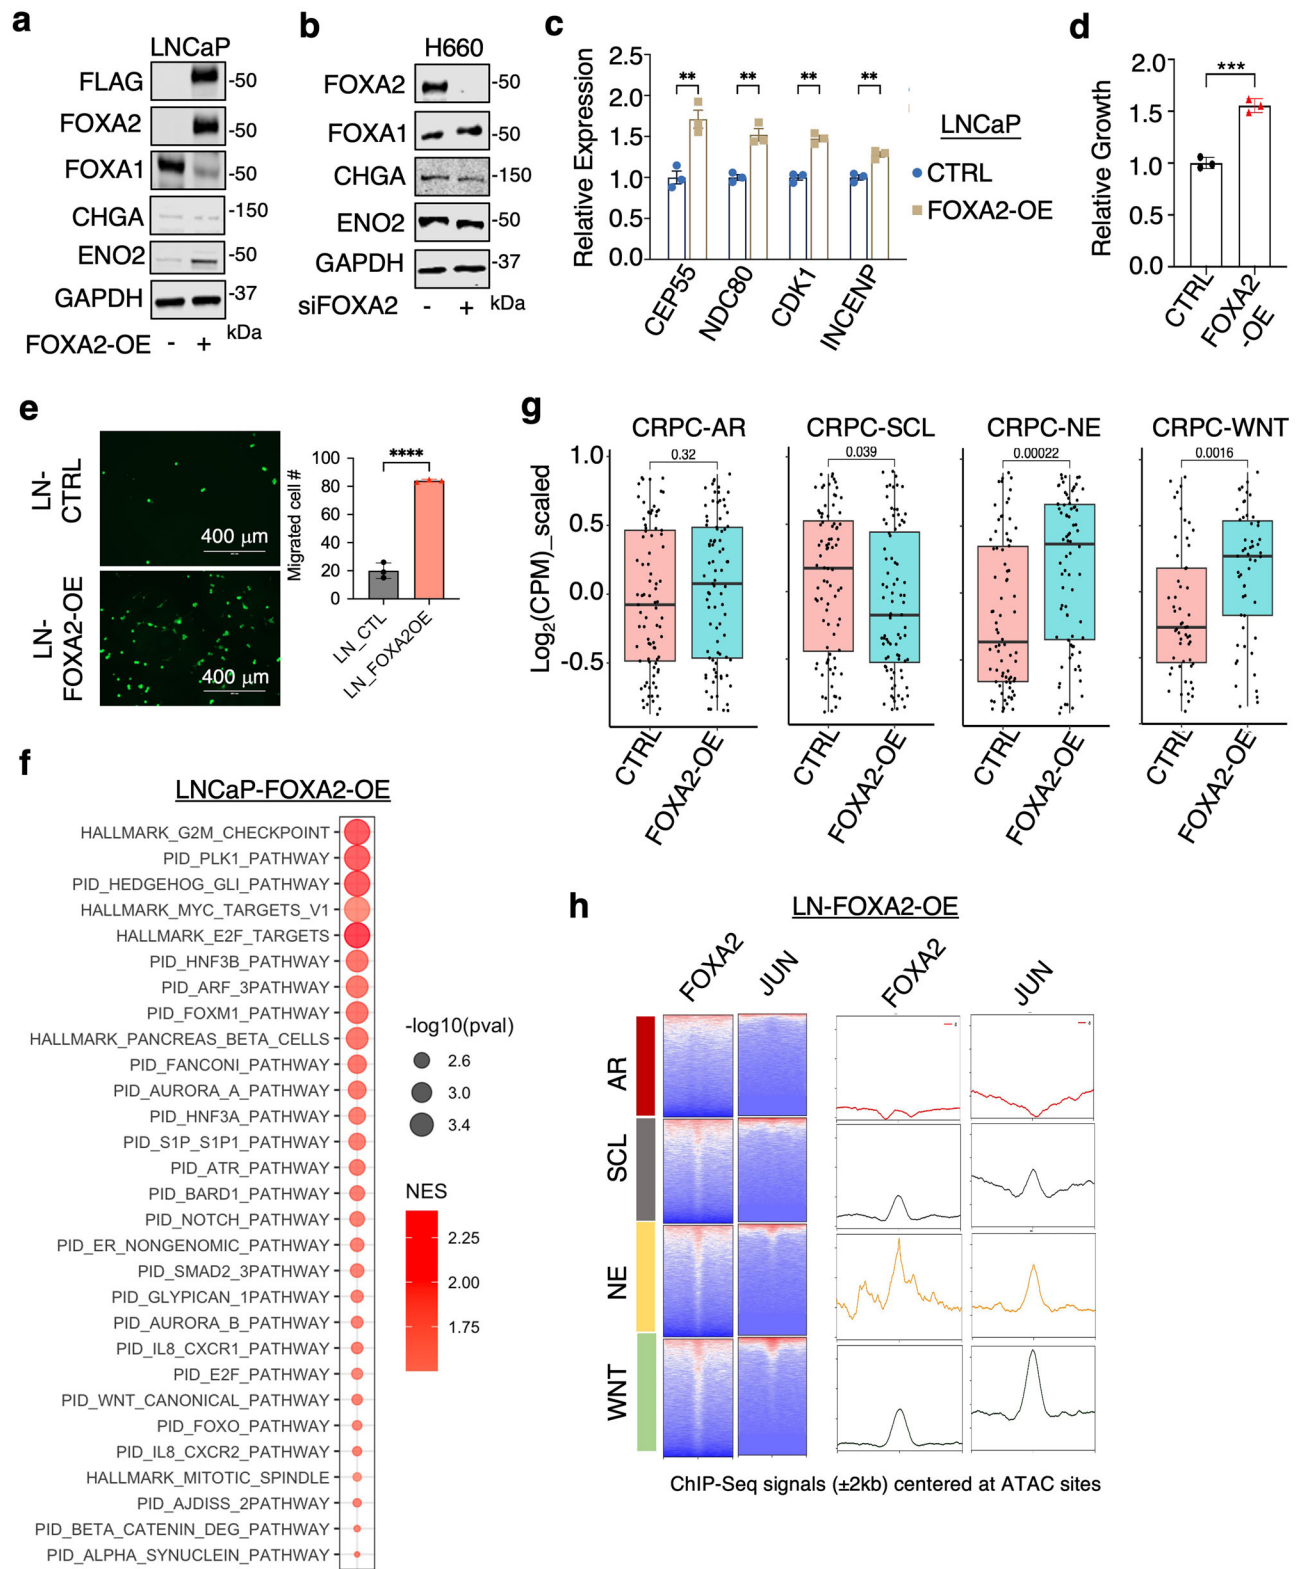 a
LNCaP
FLAG
-50
FOXA2
-50
FOXA1
-50
CHGA
-150
ENO2
-50
GAPDH
-37
kDa
FOXA2-OE - +
b
H660
FOXA2
-50
FOXA1
-50
CHGA
-150
ENO2
-50
GAPDH
-37
siFOXA2 - + kDa
c
Relative Expression
2.5
2.0
1.5
1.0
0.5
0.0
** ** ** **
CEP55
NDC80
CDK1
INCENP
LNCaP
CTRL
FOXA2-OE
d
Relative Growth
2.0
1.5
1.0
0.5
0.0
***
CTRL
FOXA2
-OE
e
LN-
CTRL
400 µm
LN-
FOXA2-OE
400 µm
Migrated cell #
100
80
60
40
20
0
****
LN_CTL
LN_FOXA2OE
g
Log2(CPM)_scaled
1.0
0.5
0.0
-0.5
CRPC-AR
0.32
CTRL
FOXA2-OE
CRPC-SCL
0.039
CTRL
FOXA2-OE
CRPC-NE
0.00022
CTRL
FOXA2-OE
CRPC-WNT
0.0016
CTRL
FOXA2-OE
f
LNCaP-FOXA2-OE
HALLMARK_G2M_CHECKPOINT
PID_PLK1_PATHWAY
PID_HEDGEHOG_GLI_PATHWAY
HALLMARK_MYC_TARGETS_V1
HALLMARK_E2F_TARGETS
PID_HNF3B_PATHWAY
PID_ARF_3PATHWAY
PID_FOXM1_PATHWAY
HALLMARK_PANCREAS_BETA_CELLS
PID_FANCONI_PATHWAY
PID_AURORA_A_PATHWAY
PID_HNF3A_PATHWAY
PID_S1P_S1P1_PATHWAY
PID_ATR_PATHWAY
PID_BARD1_PATHWAY
PID_NOTCH_PATHWAY
PID_ER_NONGENOMIC_PATHWAY
PID_SMAD2_3PATHWAY
PID_GLYPICAN_1PATHWAY
PID_AURORA_B_PATHWAY
PID_IL8_CXCR1_PATHWAY
PID_E2F_PATHWAY
PID_WNT_CANONICAL_PATHWAY
PID_FOXO_PATHWAY
PID_IL8_CXCR2_PATHWAY
HALLMARK_MITOTIC_SPINDLE
PID_AJDISS_2PATHWAY
PID_BETA_CATENIN_DEG_PATHWAY
PID_ALPHA_SYNUCLEIN_PATHWAY
-log10(pval)
2.6
3.0
3.4
NES
2.25
2.00
1.75
h
LN-FOXA2-OE
FOXA2
JUN
FOXA2
JUN
AR
SCL
NE
WNT
ChIP-Seq signals (±2kb) centered at ATAC sites